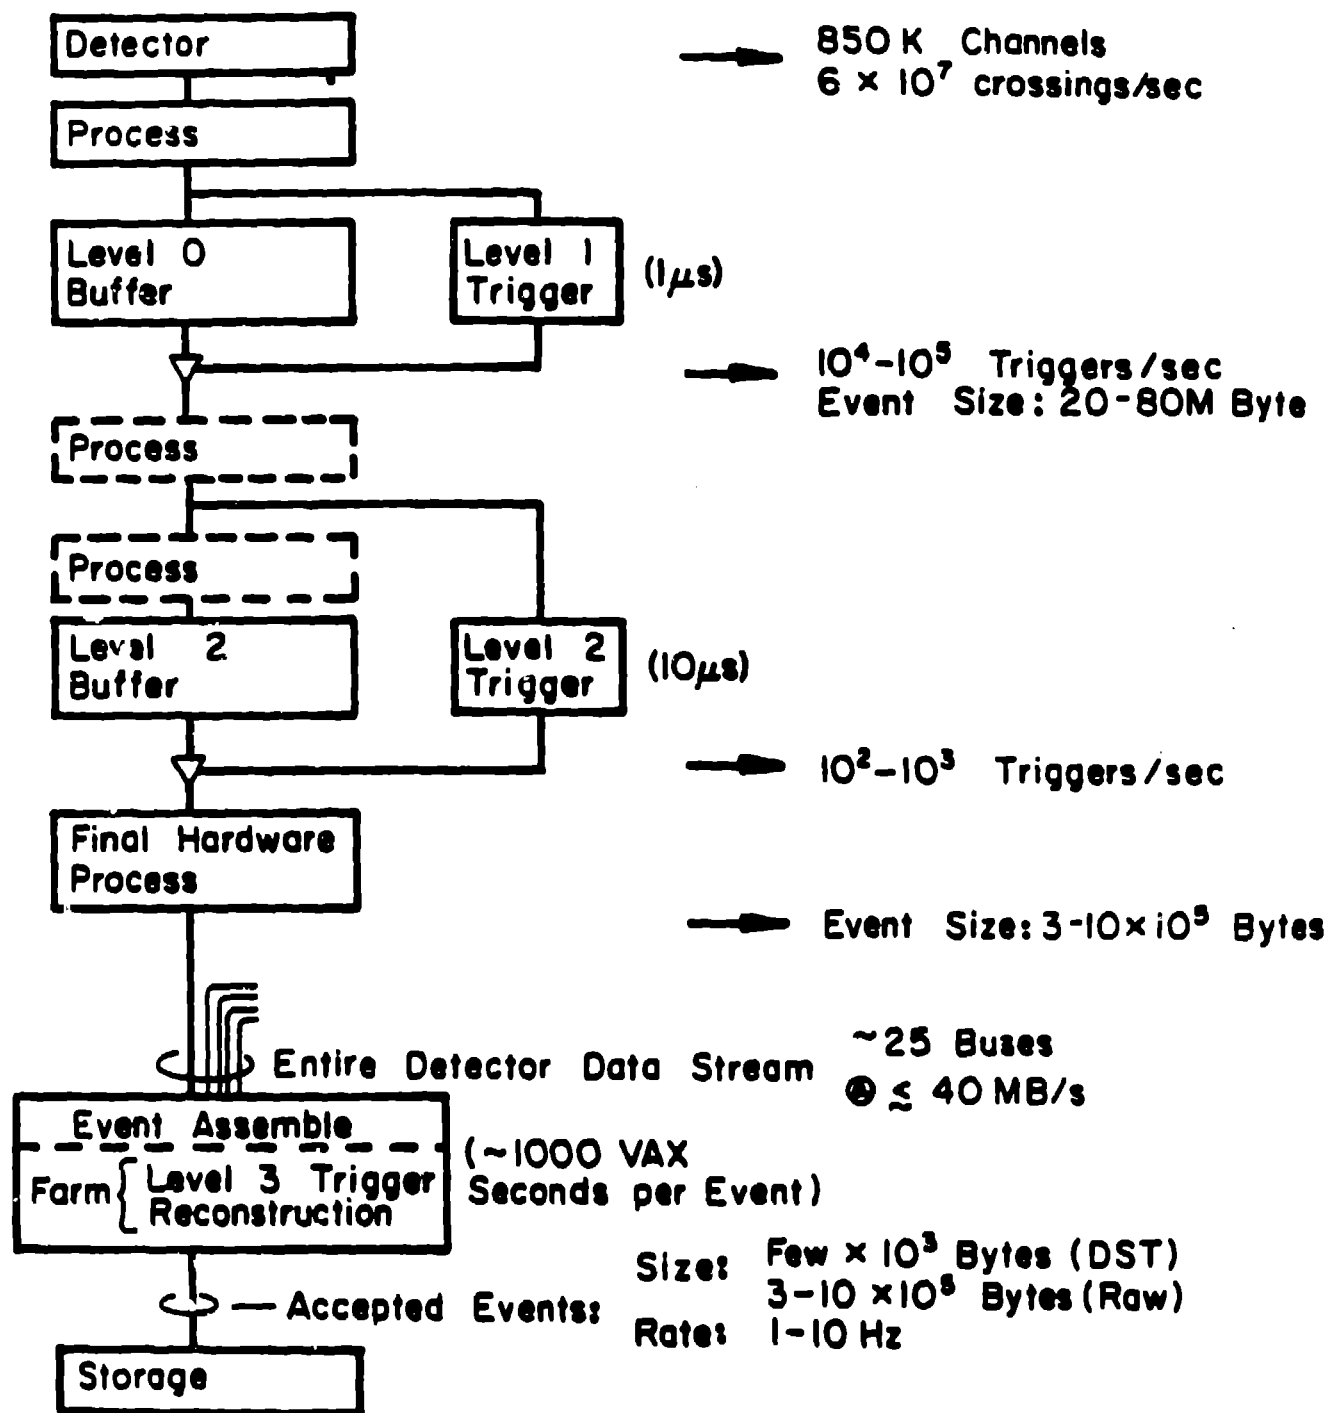 Detector
850 K Channels
6 × 10⁷ crossings/sec
Process
Level 0
Buffer
Level 1
Trigger
(1μs)
10⁴-10⁵ Triggers/sec
Event Size: 20-80M Byte
Process
Process
Level 2
Buffer
Level 2
Trigger
(10μs)
10²-10³ Triggers/sec
Final Hardware
Process
Event Size: 3-10×10⁵ Bytes
Entire Detector Data Stream
~25 Buses
@ ≲ 40 MB/s
Event Assemble
Farm { Level 3 Trigger
Reconstruction
(~1000 VAX
Seconds per Event)
Size: Few × 10³ Bytes (DST)
3-10 ×10⁵ Bytes (Raw)
Accepted Events:
Rate: 1-10 Hz
Storage